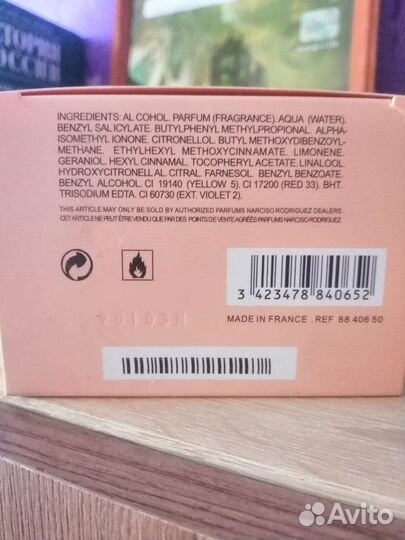 ИСТОРИЯ
РОССИИ
INGREDIENTS: ALCOHOL. PARFUM (FRAGRANCE). AQUA (WATER).
BENZYL SALICYLATE. BUTYLPHENYL METHYLPROPIONAL. ALPHA-
ISOMETHYL IONONE. CITRONELLOL. BUTYL METHOXYDIBENZOYL-
METHANE. ETHYLHEXYL METHOXYCINNAMATE. LIMONENE.
GERANIOL. HEXYL CINNAMAL. TOCOPHERYL ACETATE. LINALOOL.
HYDROXYCITRONELLAL. CITRAL. FARNESOL. BENZYL BENZOATE.
BENZYL ALCOHOL. CI 19140 (YELLOW 5). CI 17200 (RED 33). BHT.
TRISODIUM EDTA. CI 60730 (EXT. VIOLET 2).
THIS ARTICLE MAY ONLY BE SOLD BY AUTHORIZED PARFUMS NARCISO RODRIGUEZ DEALERS.
CET ARTICLE NE PEUT ÊTRE VENDU QUE PAR DES POINTS DE VENTE AGRÉÉS PARFUMS NARCISO RODRIGUEZ.
3 423478 840652
20103M
MADE IN FRANCE . REF 88 406 50
Avito